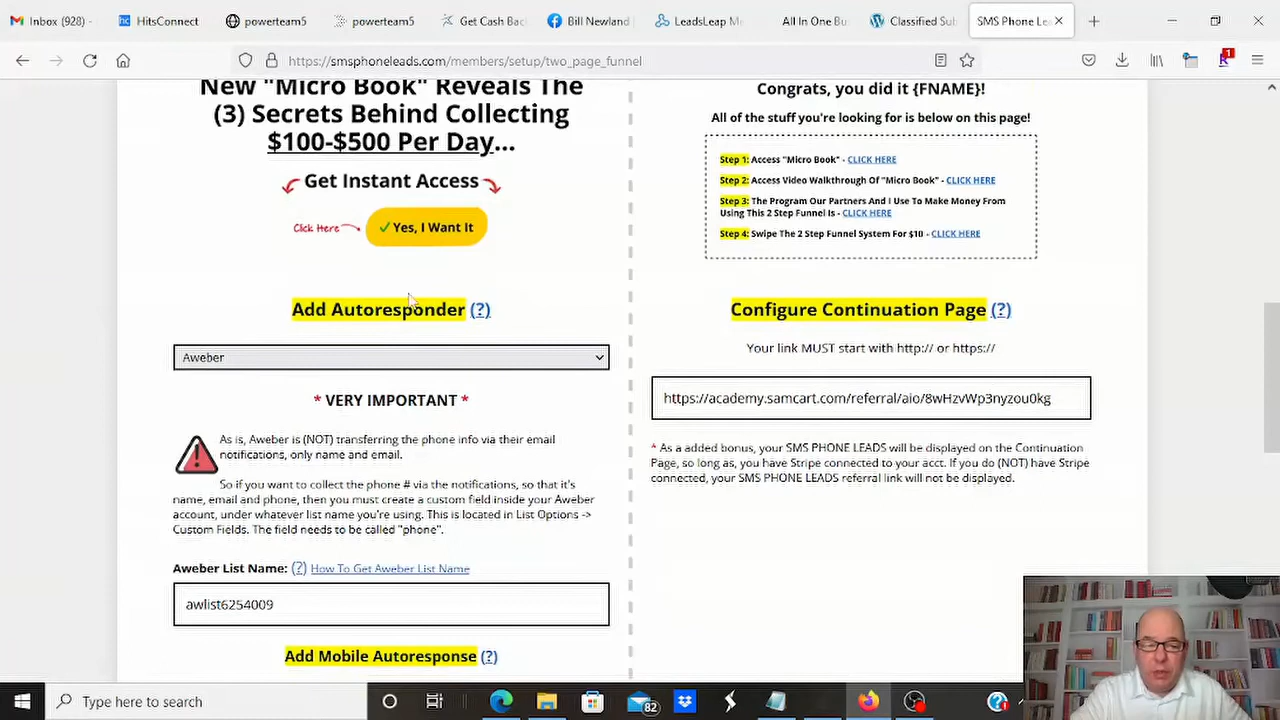 Inbox (928)
HitsConnect
powerteam5
powerteam5
Get Cash Bac
Bill Newland
LeadsLeap M
All In One Bu
Classified Sub
SMS Phone Le
https://smsphoneleads.com/members/setup/two_page_funnel
1
New "Micro Book" Reveals The
(3) Secrets Behind Collecting
$100-$500 Per Day...
Get Instant Access
Click Here
✓ Yes, I Want It
Congrats, you did it {FNAME}!
All of the stuff you're looking for is below on this page!
Step 1: Access "Micro Book" - CLICK HERE
Step 2: Access Video Walkthrough Of "Micro Book" - CLICK HERE
Step 3: The Program Our Partners And I Use To Make Money From
Using This 2 Step Funnel Is - CLICK HERE
Step 4: Swipe The 2 Step Funnel System For $10 - CLICK HERE
Add Autoresponder (?)
Aweber
* VERY IMPORTANT *
As is, Aweber is (NOT) transferring the phone info via their email
notifications, only name and email.
So if you want to collect the phone # via the notifications, so that it's
name, email and phone, then you must create a custom field inside your Aweber
account, under whatever list name you're using. This is located in List Options ->
Custom Fields. The field needs to be called "phone".
Aweber List Name: (?) How To Get Aweber List Name
awlist6254009
Add Mobile Autoresponse (?)
Configure Continuation Page (?)
Your link MUST start with http:// or https://
https://academy.samcart.com/referral/aio/8wHzvWp3nyzou0kg
* As a added bonus, your SMS PHONE LEADS will be displayed on the Continuation
Page, so long as, you have Stripe connected to your acct. If you do (NOT) have Stripe
connected, your SMS PHONE LEADS referral link will not be displayed.
Type here to search
82